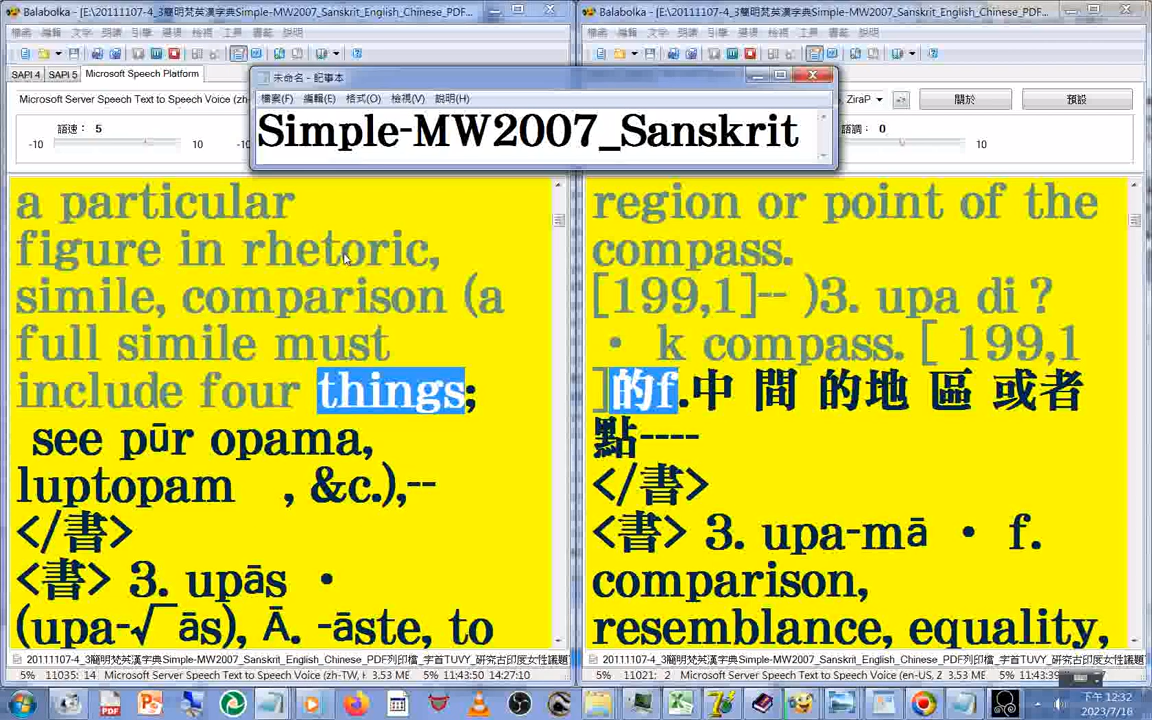 Balabolka - [E:\20111107-4_3簡明梵英漢字典Simple-MW2007_Sanskrit_English_Chinese_PDF...
Balabolka - [E:\20111107-4_3簡明梵英漢字典Simple-MW2007_Sanskrit_English_Chinese_PDF...
SAPI 4 SAPI 5 Microsoft Speech Platform
未命名 - 記事本
檔案(F) 編輯(E) 格式(O) 檢視(V) 說明(H)
Simple-MW2007_Sanskrit
Microsoft Server Speech Text to Speech Voice (zh-
, ZiraP 關於 預設
語速： 5
-10 10 -10
語調： 0
10
a particular
figure in rhetoric,
simile, comparison (a
full simile must
include four things;
see pūr opama,
luptopam , &c.),--
</書>
<書> 3. upās •
(upa-√ās), Ā. -āste, to
region or point of the
compass.
[199,1]-- )3. upa di ?
• k compass. [ 199,1
]的f.中 間 的地 區 或者
點----
</書>
<書> 3. upa-mā • f.
comparison,
resemblance, equality,
20111107-4_3簡明梵英漢字典Simple-MW2007_Sanskrit_English_Chinese_PDF列印檔_字首TUVY_研究古印度女性議題
20111107-4_3簡明梵英漢字典Simple-MW2007_Sanskrit_English_Chinese_PDF列印檔_字首TUVY_研究古印度女性議題
5% 11035: 14 Microsoft Server Speech Text to Speech Voice (zh-TW, H 3.53 ME 11:43:50 14:27:10
5% 11021: 2 Microsoft Server Speech Text to Speech Voice (en-US, Z 3.53 ME 11:43:39
下午 12:32
2023/7/16